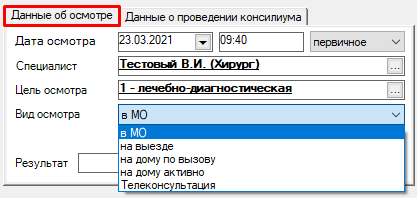 Данные об осмотре Данные о проведении консилиума
Дата осмотра 23.03.2021 09:40 первичное
Специалист Тестовый В.И. (Хирург) ...
Цель осмотра 1 - лечебно-диагностическая ...
Вид осмотра в МО
в МО
на выезде
на дому по вызову
на дому активно
Телеконсультация
Результат